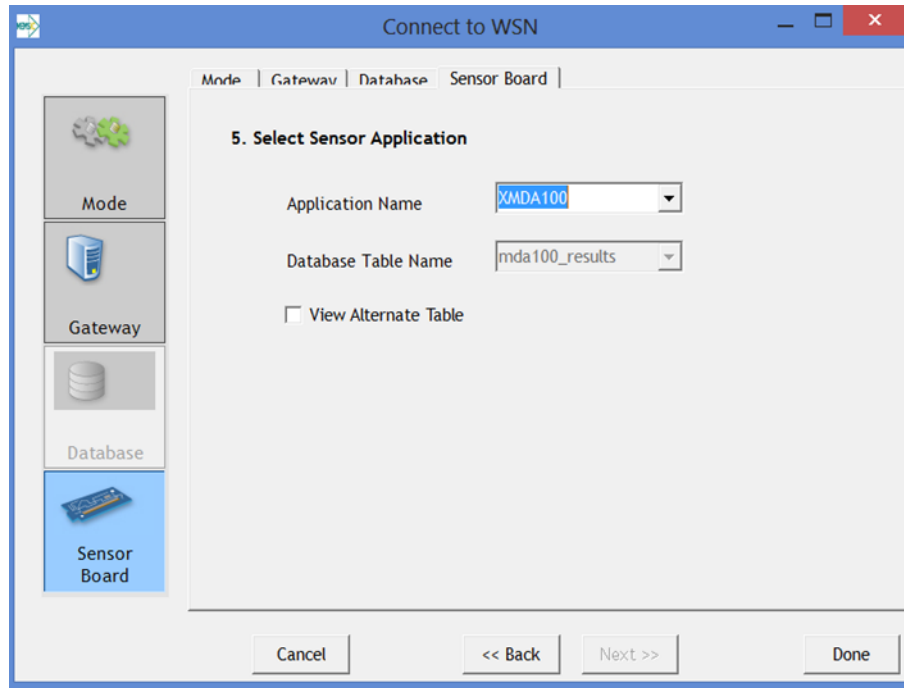 Connect to WSN
Mode Gateway Database Sensor Board
Mode
Gateway
Database
Sensor
Board
5. Select Sensor Application
Application Name XMDA100
Database Table Name mda100_results
View Alternate Table
Cancel << Back Next >> Done